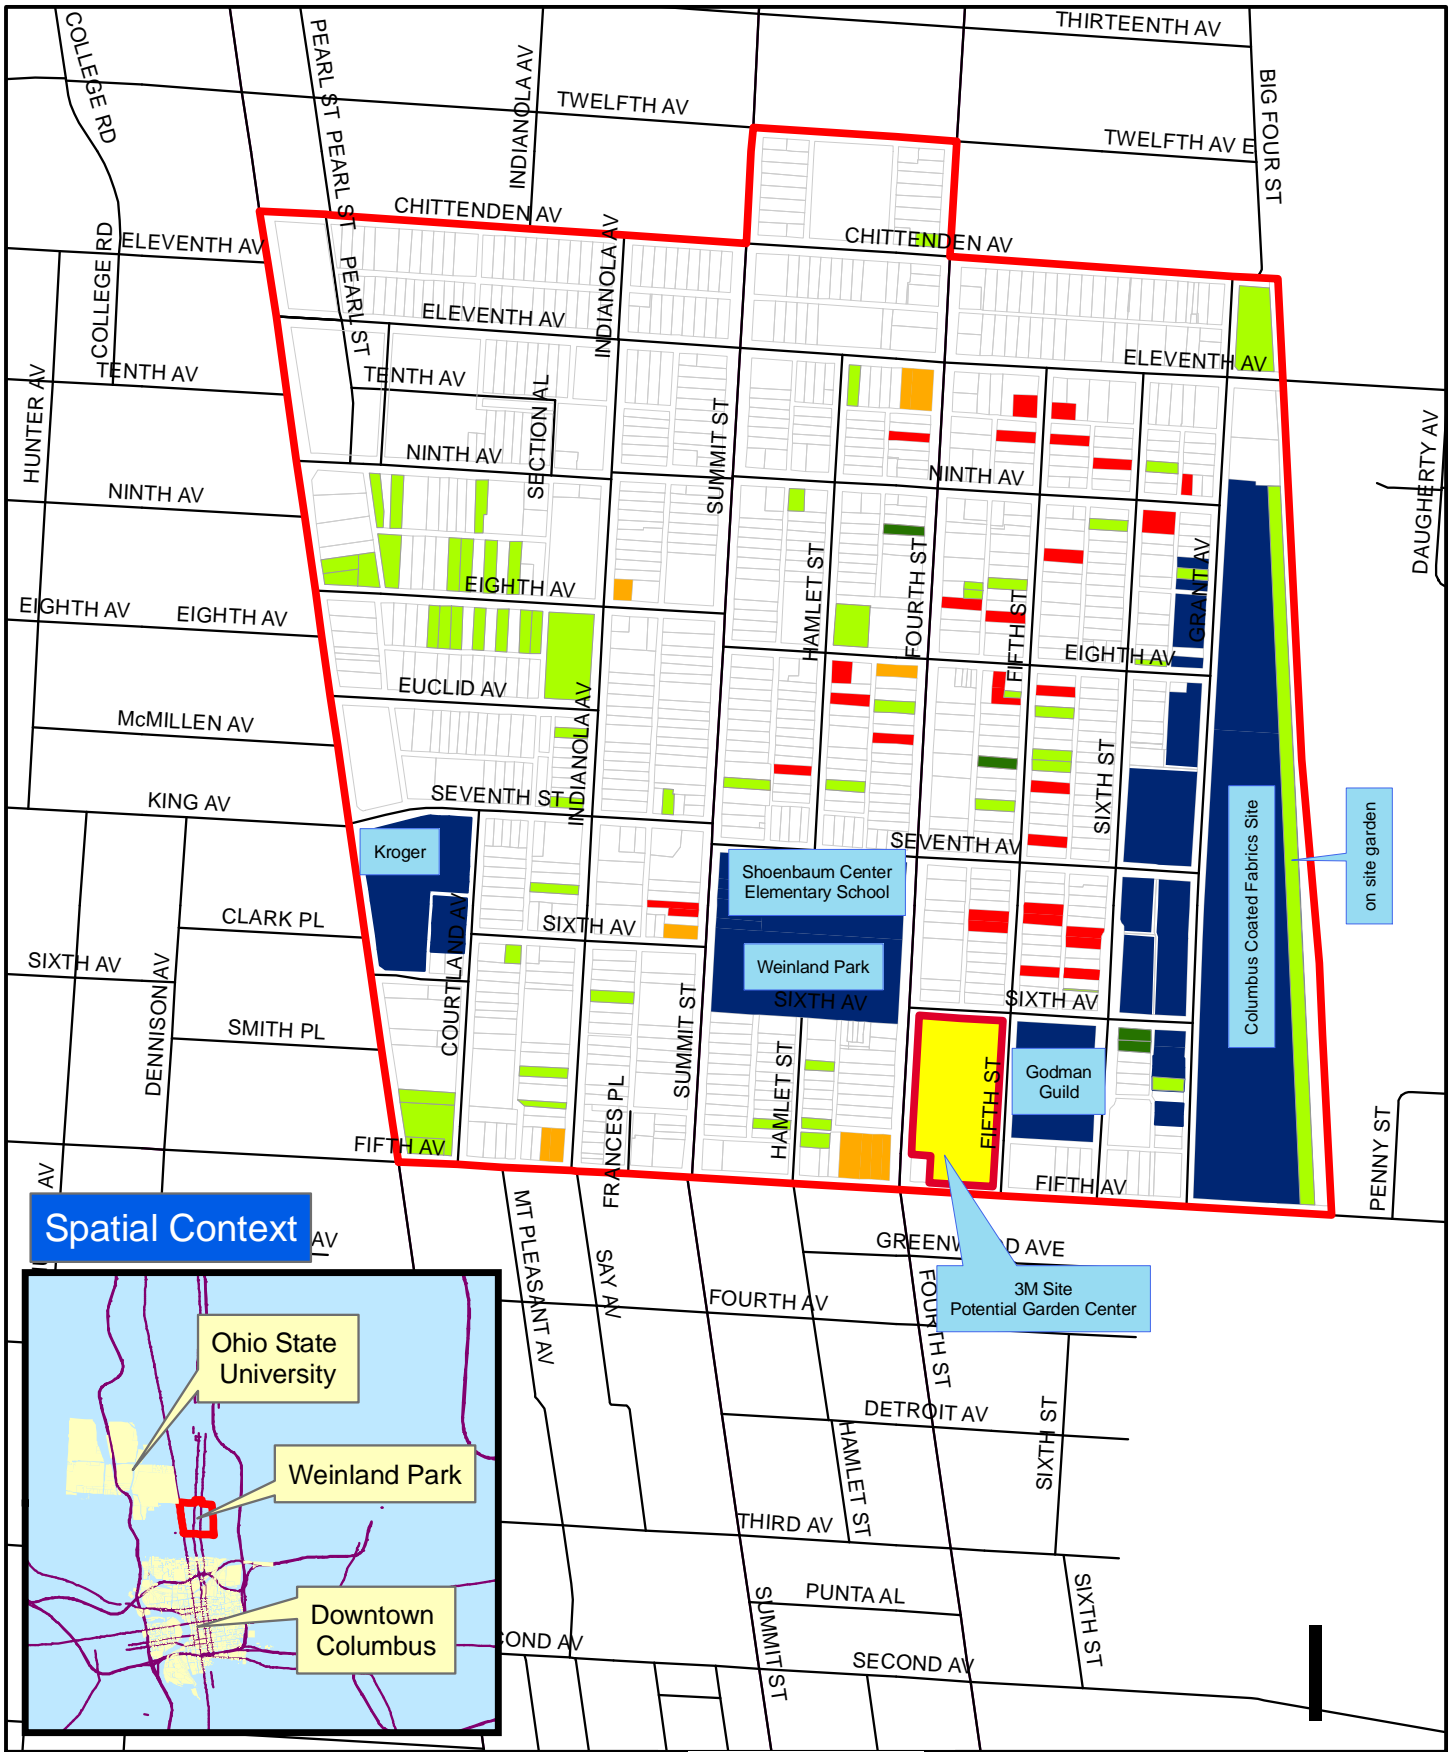 THIRTEENTH AV
COLLEGE RD
PEARL ST
PEARL ST
PEARL ST
PEARL ST
INDIANOLA AV
BIG FOUR ST
TWELFTH AV
TWELFTH AV E
CHITTENDEN AV
CHITTENDEN AV
ELEVENTH AV
COLLEGE RD
INDIANOLA AV
ELEVENTH AV
ELEVENTH AV
TENTH AV
TENTH AV
HUNTER AV
SECTION AL
SUMMIT ST
DAUGHERTY AV
NINTH AV
NINTH AV
NINTH AV
HAMLET ST
FOURTH ST
FIFTH ST
GRANT AV
EIGHTH AV
EIGHTH AV
EIGHTH AV
EIGHTH AV
EUCLID AV
McMILLEN AV
INDIANOLA AV
SIXTH ST
KING AV
SEVENTH ST
SEVENTH AV
Kroger
Shoenbaum Center
Elementary School
Columbus Coated Fabrics Site
on site garden
CLARK PL
COURTLAND AV
SIXTH AV
SIXTH AV
Weinland Park
SIXTH AV
SIXTH AV
DENNISON AV
SMITH PL
SUMMIT ST
HAMLET ST
FIFTH ST
Godman
Guild
FRANCES PL
PENNY ST
FIFTH AV
FIFTH AV
AV
Spatial Context
AV
MT PLEASANT AV
SAY AV
GREENW
D AVE
FOURTH ST
3M Site
Potential Garden Center
FOURTH AV
Ohio State
University
DETROIT AV
HAMLET ST
SIXTH ST
Weinland Park
THIRD AV
PUNTA AL
SUMMIT ST
SIXTH ST
Downtown
Columbus
COND AV
SECOND AV